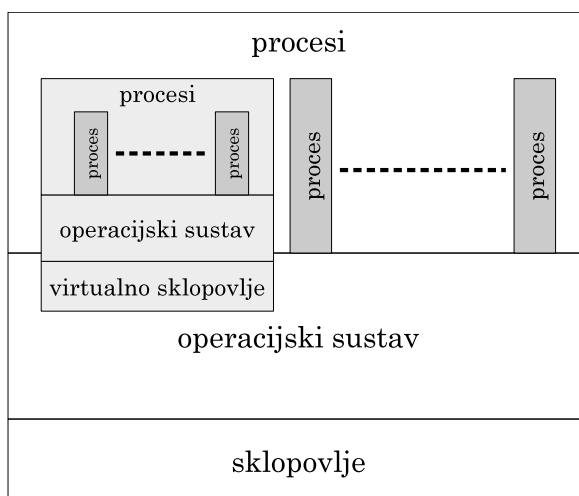 procesi
procesi
proces
proces
proces
proces
operacijski sustav
virtualno sklopovlje
operacijski sustav
sklopovlje